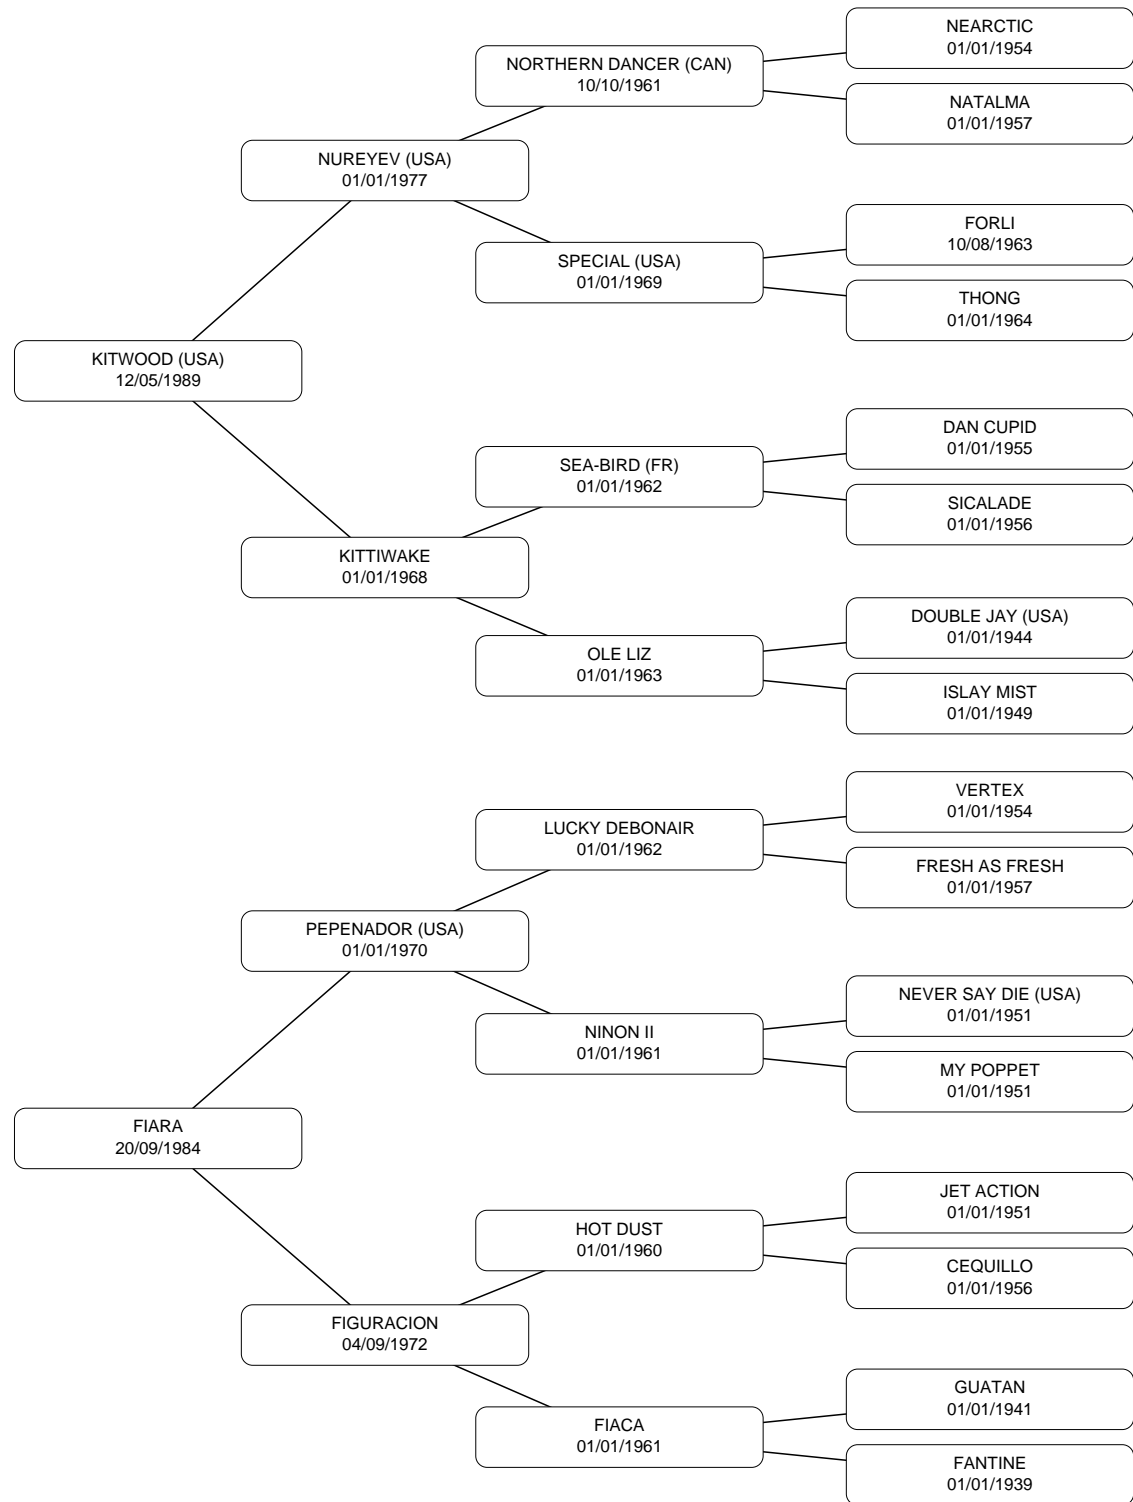 NEARCTIC
01/01/1954
NORTHERN DANCER (CAN)
10/10/1961
NATALMA
01/01/1957
NUREYEV (USA)
01/01/1977
FORLI
10/08/1963
SPECIAL (USA)
01/01/1969
THONG
01/01/1964
KITWOOD (USA)
12/05/1989
DAN CUPID
01/01/1955
SEA-BIRD (FR)
01/01/1962
SICALADE
01/01/1956
KITTIWAKE
01/01/1968
DOUBLE JAY (USA)
01/01/1944
OLE LIZ
01/01/1963
ISLAY MIST
01/01/1949
VERTEX
01/01/1954
LUCKY DEBONAIR
01/01/1962
FRESH AS FRESH
01/01/1957
PEPENADOR (USA)
01/01/1970
NEVER SAY DIE (USA)
01/01/1951
NINON II
01/01/1961
MY POPPET
01/01/1951
FIARA
20/09/1984
JET ACTION
01/01/1951
HOT DUST
01/01/1960
CEQUILLO
01/01/1956
FIGURACION
04/09/1972
GUATAN
01/01/1941
FIACA
01/01/1961
FANTINE
01/01/1939